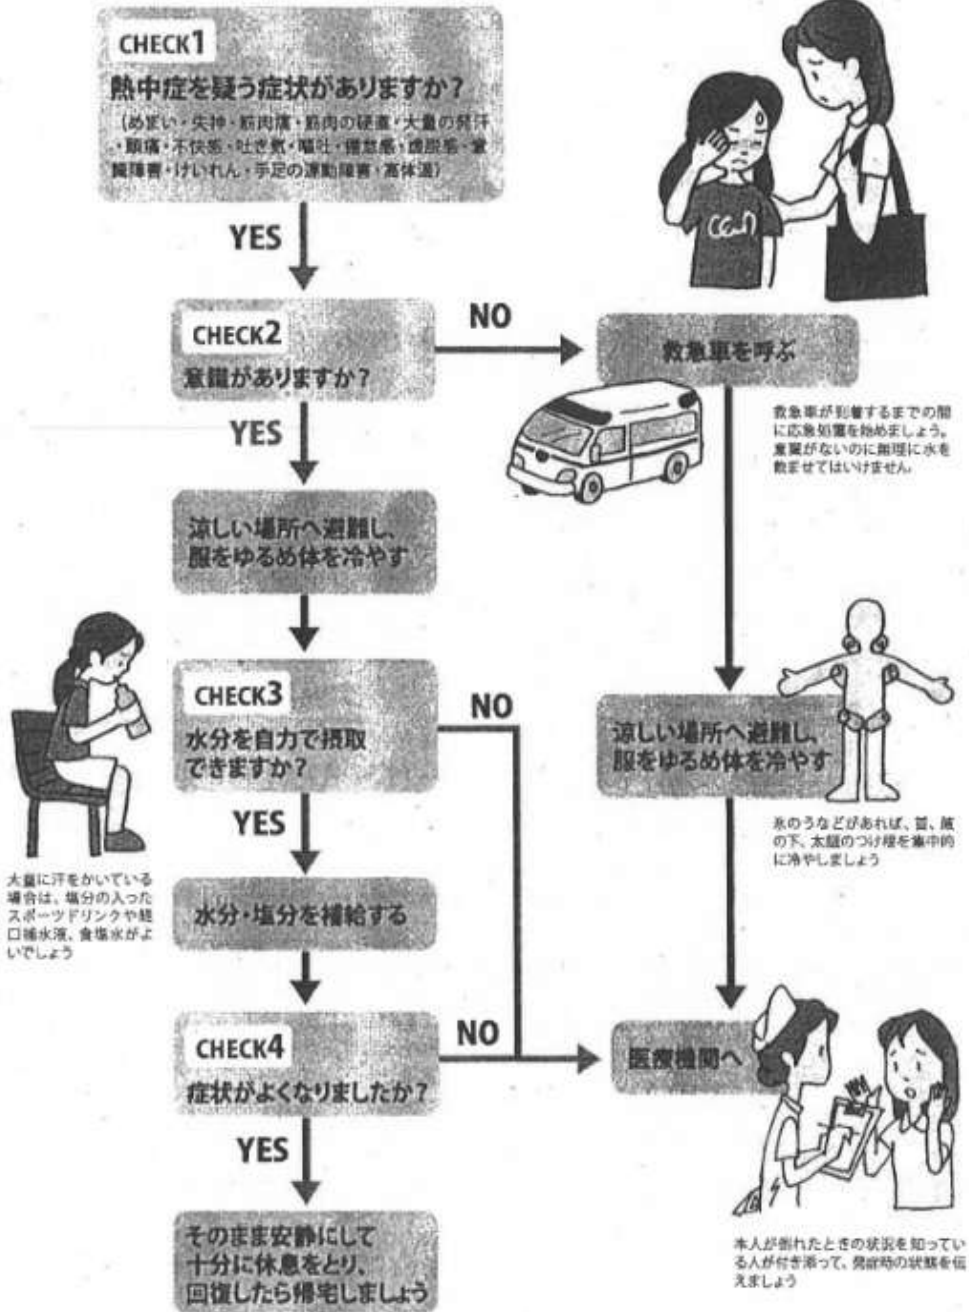 CHECK1
熱中症を疑う症状がありますか?
(めまい・失神・筋肉痛・筋肉の硬直・大量の発汗
・頭痛・不快感・吐き気・嘔吐・倦怠感・虚脱感・意
識障害・けいれん・手足の運動障害・高体温)
YES
CHECK2
意識がありますか?
NO
救急車を呼ぶ
救急車が到着するまでの間
に応急処置を始めましょう。
意識がないのに無理に水を
飲ませてはいけません
YES
涼しい場所へ避難し、
服をゆるめ体を冷やす
CHECK3
水分を自力で摂取
できますか?
NO
涼しい場所へ避難し、
服をゆるめ体を冷やす
氷のうなどがあれば、首、腋
の下、太腿のつけ根を集中的
に冷やしましょう
YES
大量に汗をかいている
場合は、塩分の入った
スポーツドリンクや経
口補水液、食塩水がよ
いでしょう
水分・塩分を補給する
CHECK4
症状がよくなりましたか?
NO
医療機関へ
本人が倒れたときの状況を知ってい
る人が付き添って、発症時の状態を伝
えましょう
YES
そのまま安静にして
十分に休息をとり、
回復したら帰宅しましょう